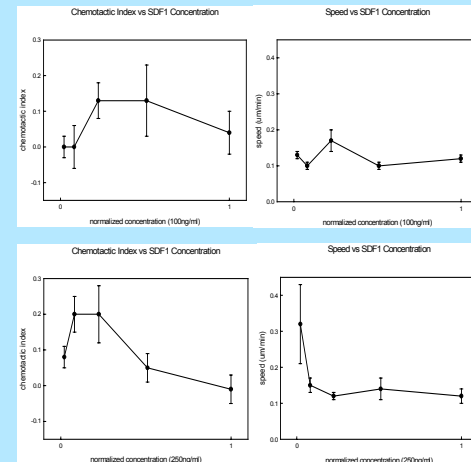 Chemotactic Index vs SDF1 Concentration
0.3
0.2
0.1
0.0
-0.1
chemotactic index
0
1
normalized concentration (100ng/ml)
Speed vs SDF1 Concentration
0.4
0.3
0.2
0.1
0.0
speed (um/min)
0
1
normalized concentration (100ng/ml)
Chemotactic Index vs SDF1 Concentration
0.3
0.2
0.1
0.0
-0.1
chemotactic index
0
1
normalized concentration (250ng/ml)
Speed vs SDF1 Concentration
0.4
0.3
0.2
0.1
0.0
speed (um/min)
0
1
normalized concentration (250ng/ml)